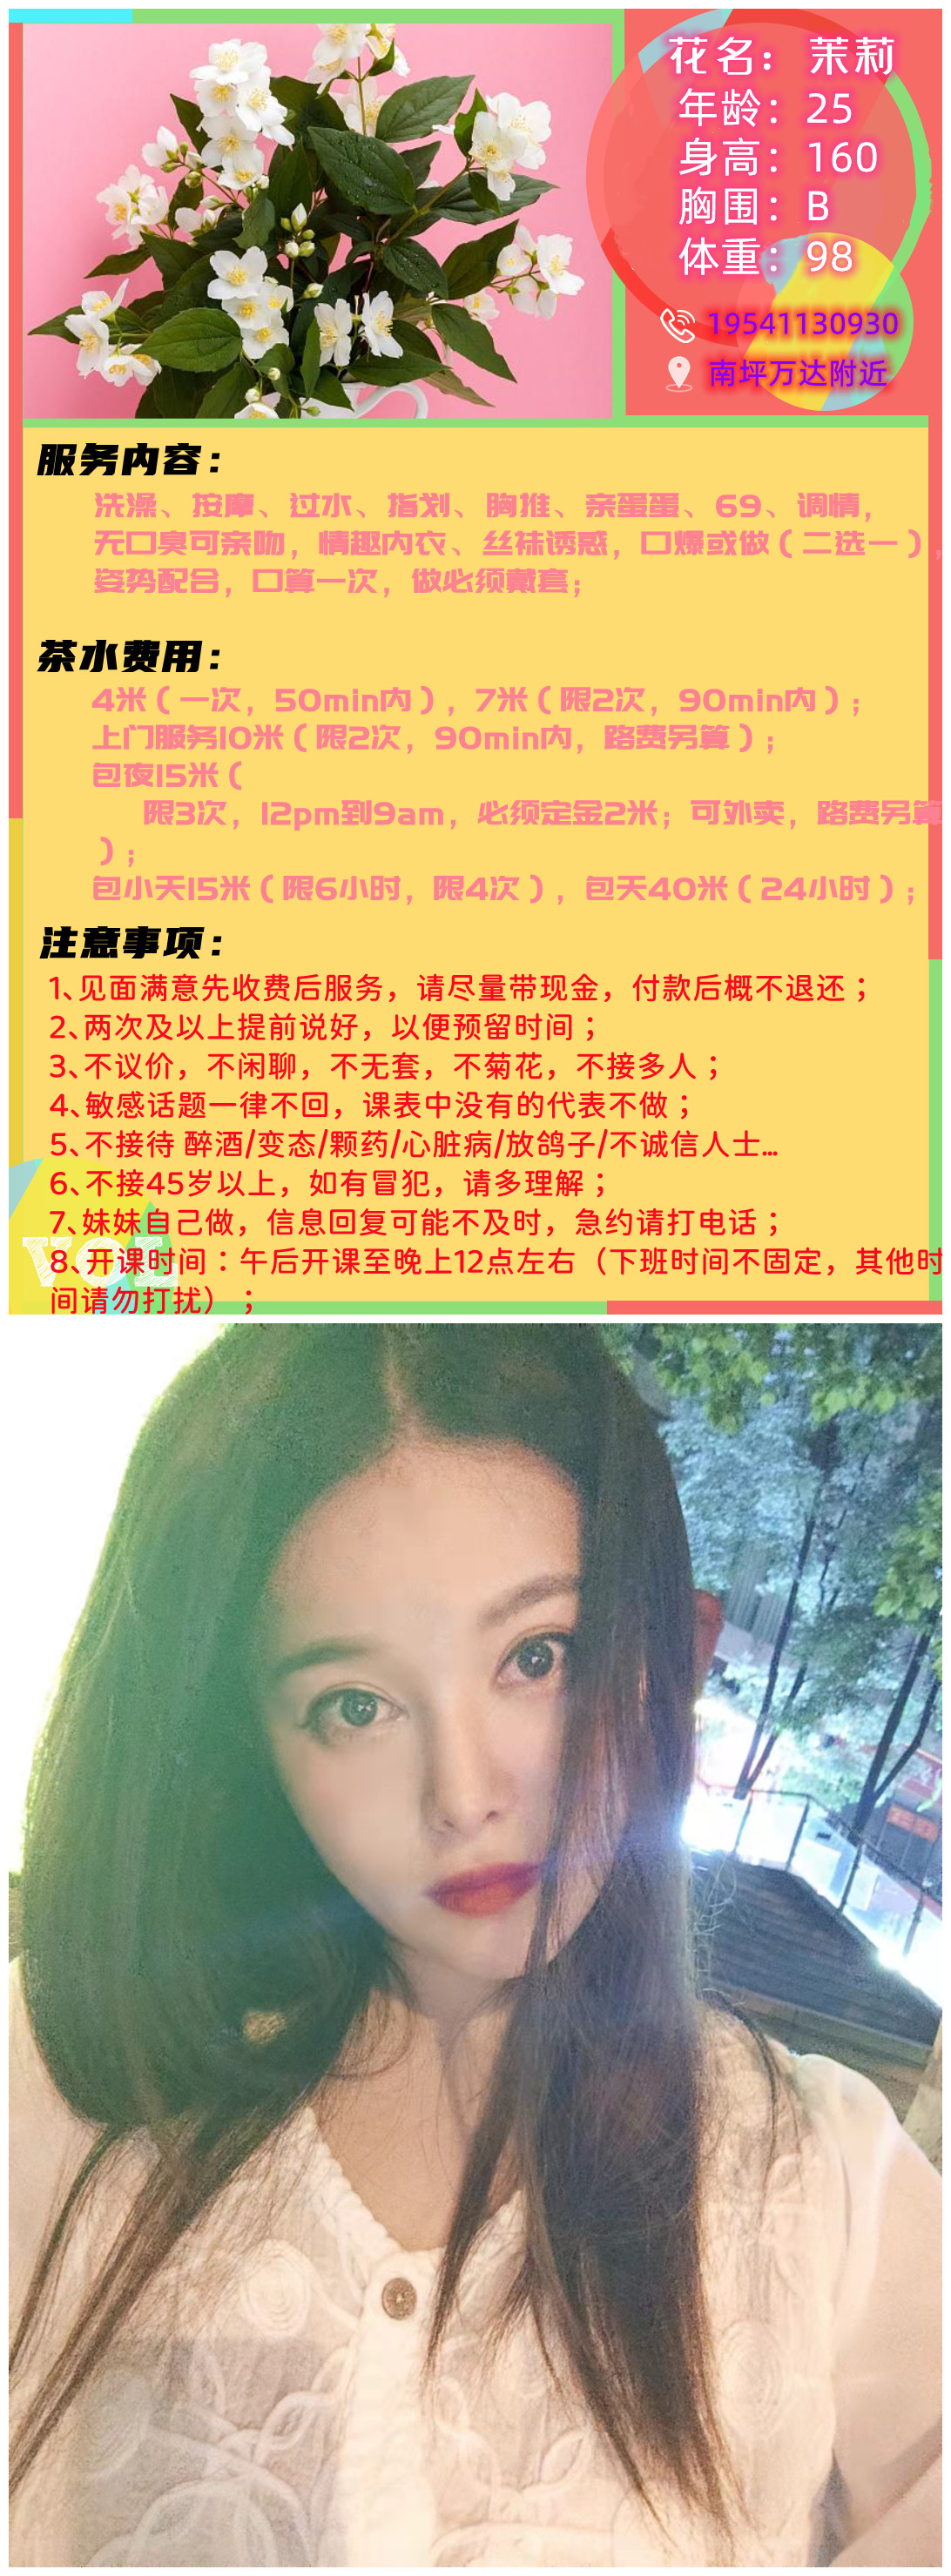 花名：茉莉
年龄：25
身高：160
胸围：B
体重：98
19541130930
南坪万达附近
服务内容：
洗澡、按摩、过水、指划、胸推、亲蛋蛋、69、调情，
无口臭可亲吻，情趣内衣、丝袜诱惑，口爆或做（二选一），
姿势配合，口算一次，做必须戴套；
茶水费用：
4米（一次，50min内），7米（限2次，90min内）；
上门服务10米（限2次，90min内，路费另算）；
包夜15米（
限3次，12pm到9am，必须定金2米；可外卖，路费另算
）；
包小天15米（限6小时，限4次），包天40米（24小时）；
注意事项：
1、见面满意先收费后服务，请尽量带现金，付款后概不退还；
2、两次及以上提前说好，以便预留时间；
3、不议价，不闲聊，不无套，不菊花，不接多人；
4、敏感话题一律不回，课表中没有的代表不做；
5、不接待 醉酒/变态/颗药/心脏病/放鸽子/不诚信人士...
6、不接45岁以上，如有冒犯，请多理解；
7、妹妹自己做，信息回复可能不及时，急约请打电话；
VOL
8、开课时间：午后开课至晚上12点左右（下班时间不固定，其他时
间请勿打扰）；